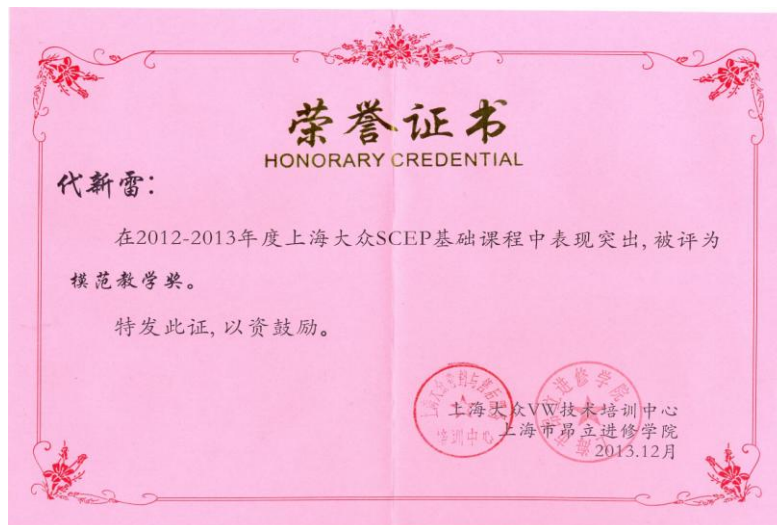 荣誉证书
HONORARY CREDENTIAL
代新雷：
在2012-2013年度上海大众SCEP基础课程中表现突出,被评为
模范教学奖。
特发此证,以资鼓励。
上海大众VW技术培训中心
上海市昂立进修学院
2013.12月
培训中心